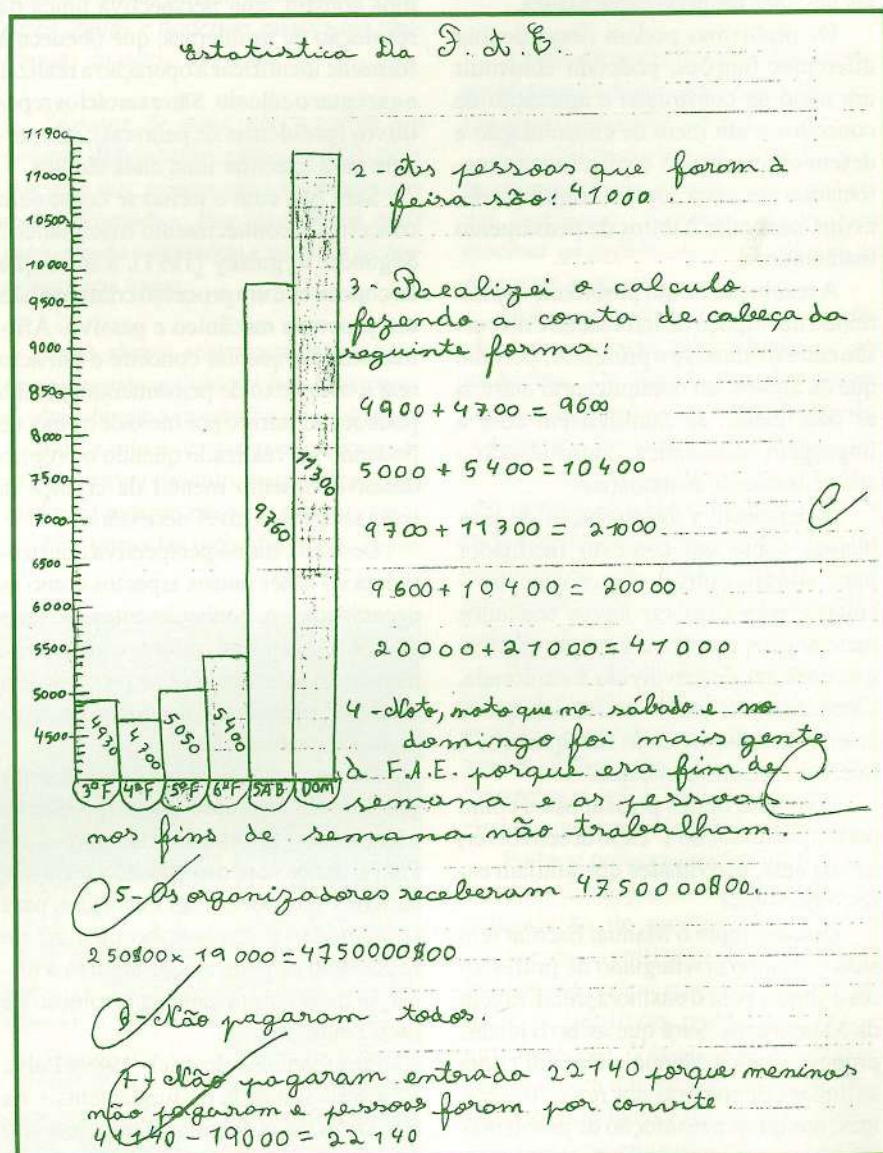 Estatística Da F. A. E.
11900
11000
10500
10000
9500
9000
8500
8000
7500
7000
6500
6000
5500
5000
4500
4930
4700
5050
5400
9760
11300
3ªF
4ªF
5ªF
6ªF
SAB.
DOM
2 - As pessoas que forom à
feira são: 41000
3 - Realizei o calculo
fezendo a conta de cabeça da
seguinte forma:
4900 + 4700 = 9600
5000 + 5400 = 10400
9700 + 11300 = 21000
9600 + 10400 = 20000
20000 + 21000 = 41000
4 - Noto, noto que no sábado e no
domingo foi mais gente
à F.A.E. porque era fim de
semana e as pessoas
nos fins de semana não trabalham.
5 - Os organizadores receberam 4750000$00.
250$00 x 19000 = 4750000$00
6 - Não pagaram todos.
7 - Não pagaram entrada 22140 porque meninos
não pagaram e pessoas foram por convite
41140 - 19000 = 22140